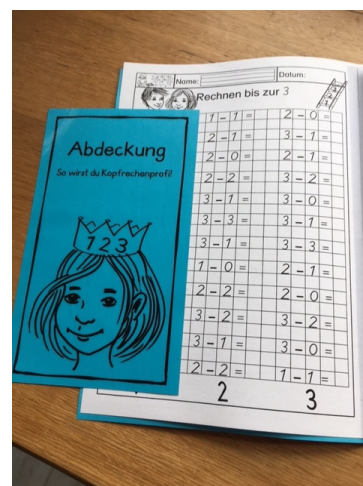 Name:
Datum:
Rechnen bis zur 3
Abdeckung
So wirst du Kopfrechenprofi!
1 2 3
1 - 1 = 2 - 0 =
2 - 1 = 3 - 1 =
2 - 0 = 2 - 1 =
2 - 2 = 3 - 2 =
3 - 1 = 3 - 0 =
3 - 3 = 3 - 1 =
3 - 1 = 3 - 3 =
1 - 0 = 2 - 1 =
2 - 2 = 2 - 0 =
3 - 2 = 3 - 2 =
3 - 1 = 3 - 0 =
2 - 2 = 1 - 1 =
2 3